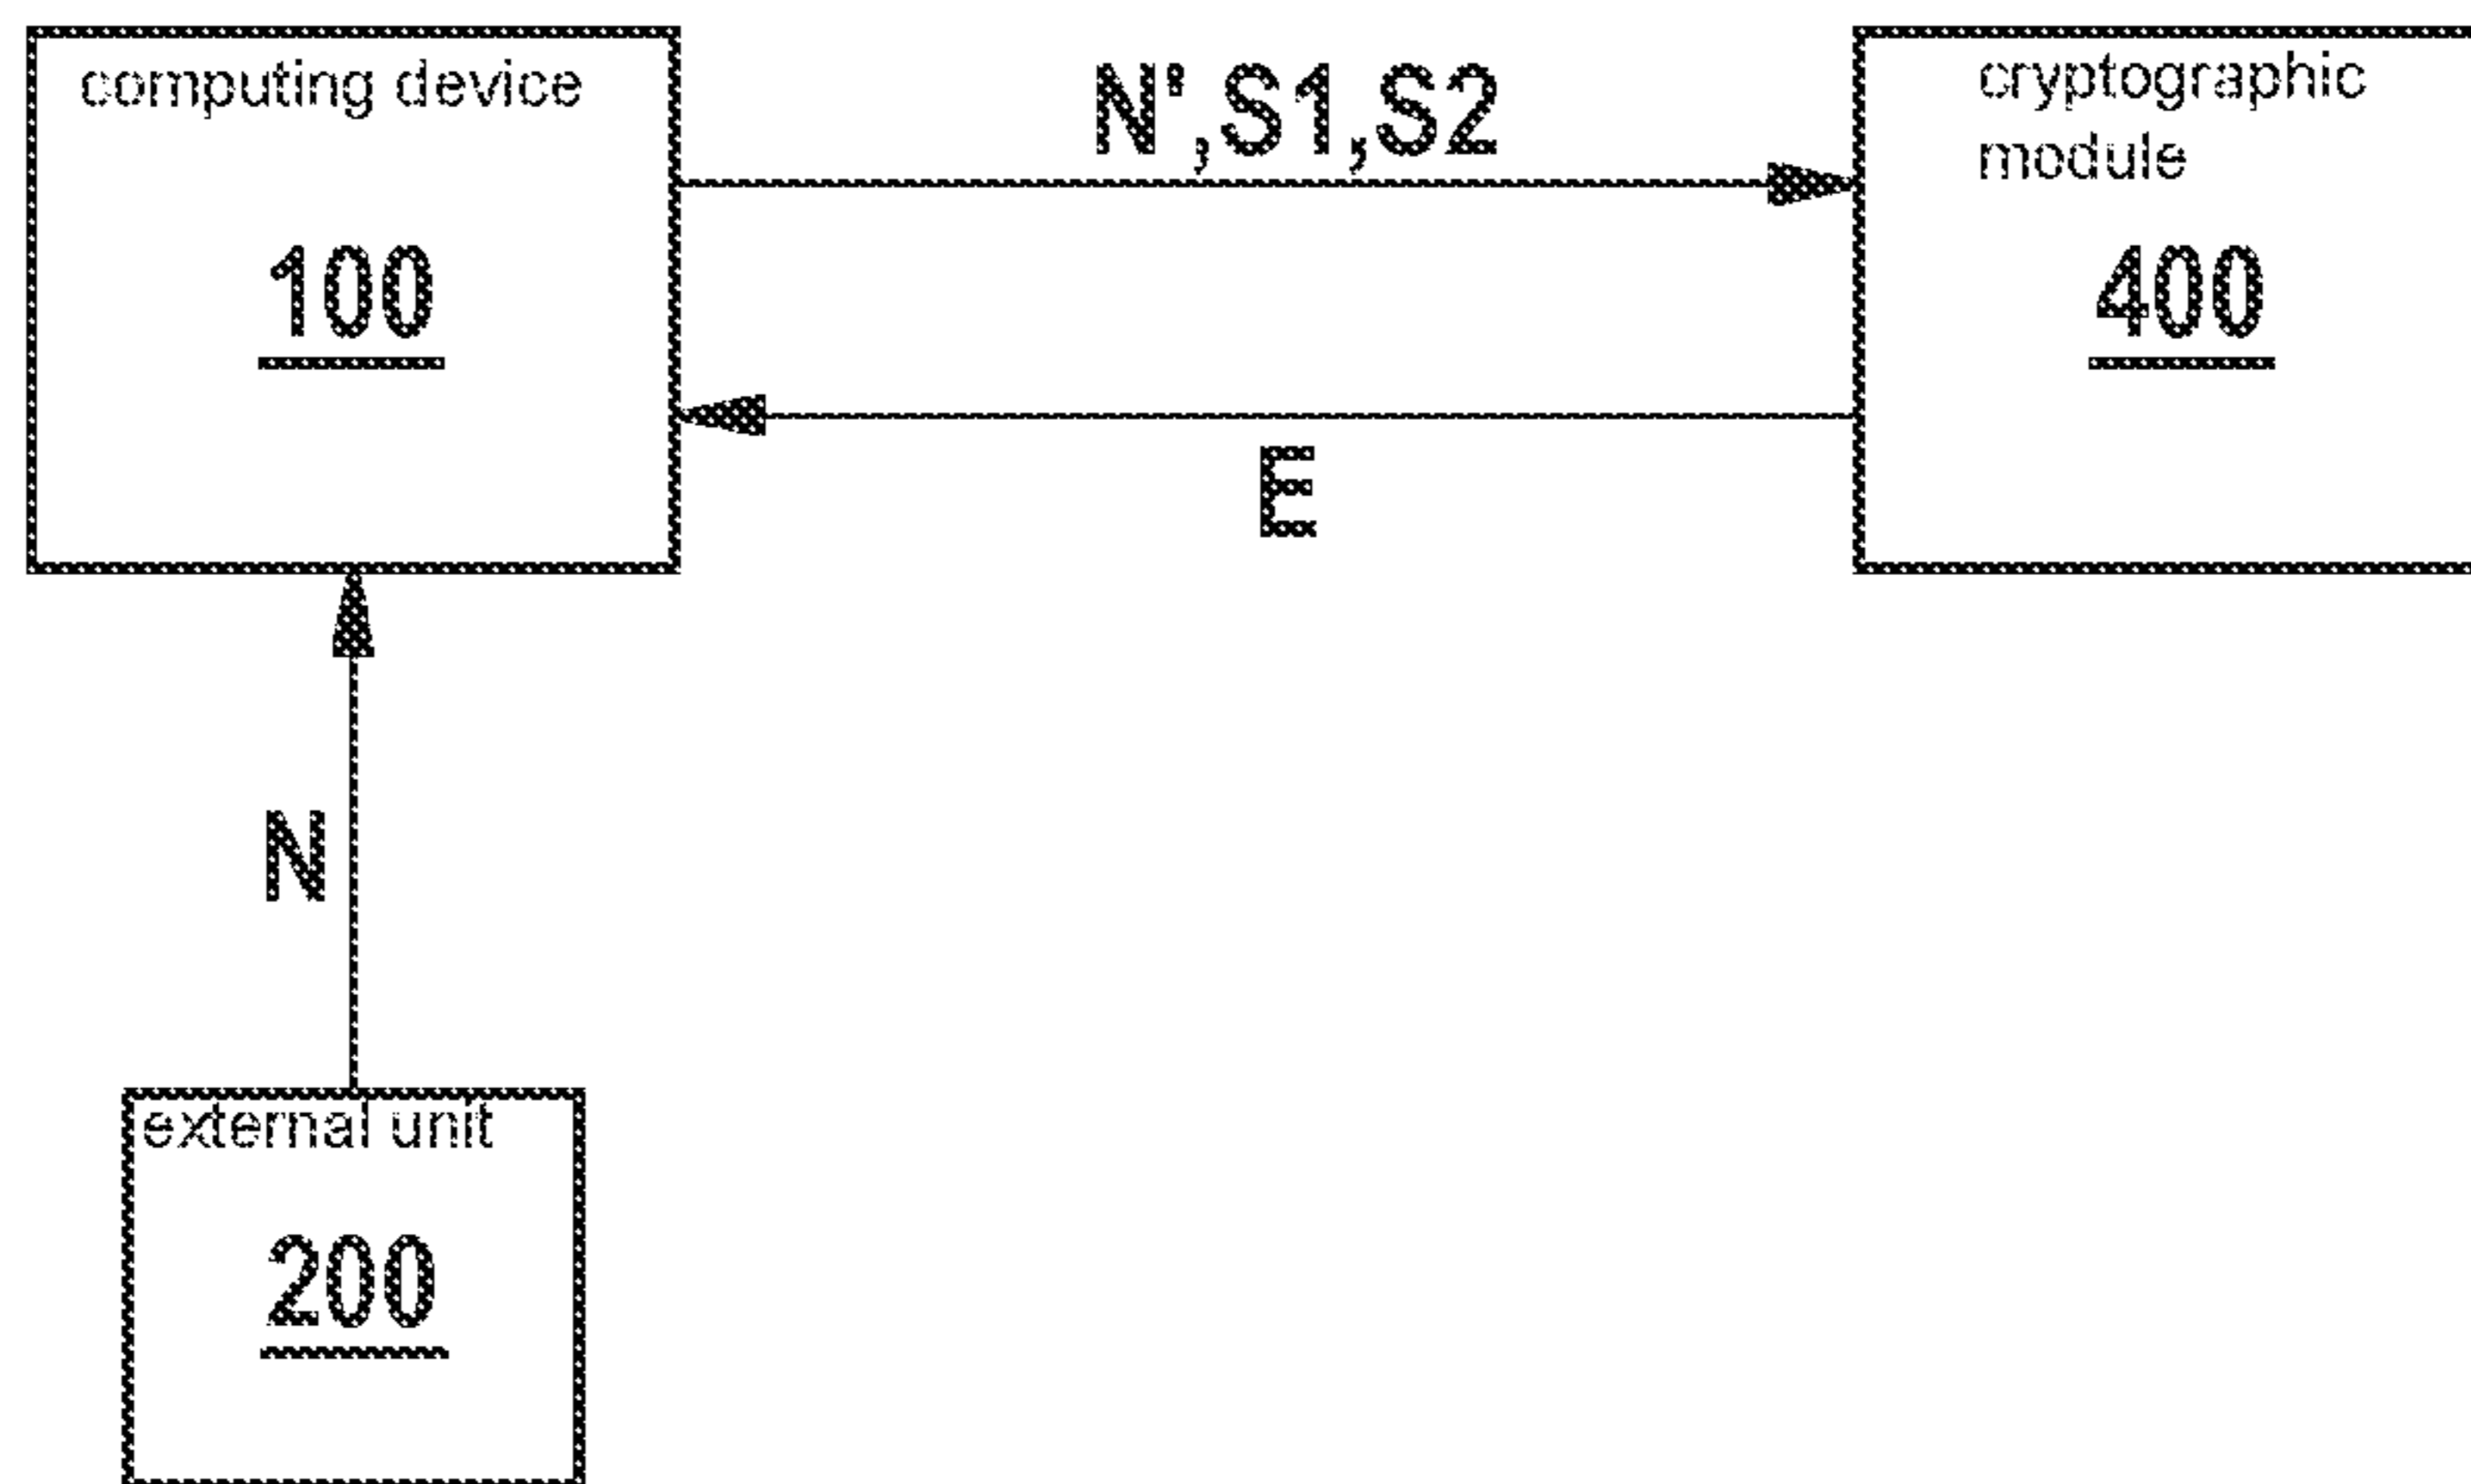 computing device
100
N',S1,S2
cryptographic
module
400
E
N
external unit
200